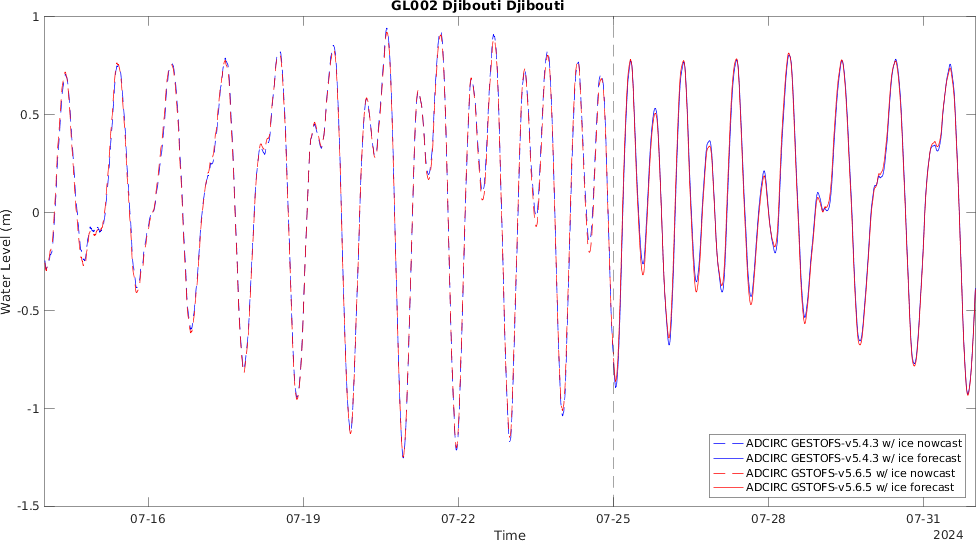 GL002 Djibouti Djibouti
1
0.5
0
-0.5
-1
-1.5
Water Level (m)
07-16
07-19
07-22
07-25
07-28
07-31
2024
Time
ADCIRC GESTOFS-v5.4.3 w/ ice nowcast
ADCIRC GESTOFS-v5.4.3 w/ ice forecast
ADCIRC GSTOFS-v5.6.5 w/ ice nowcast
ADCIRC GSTOFS-v5.6.5 w/ ice forecast